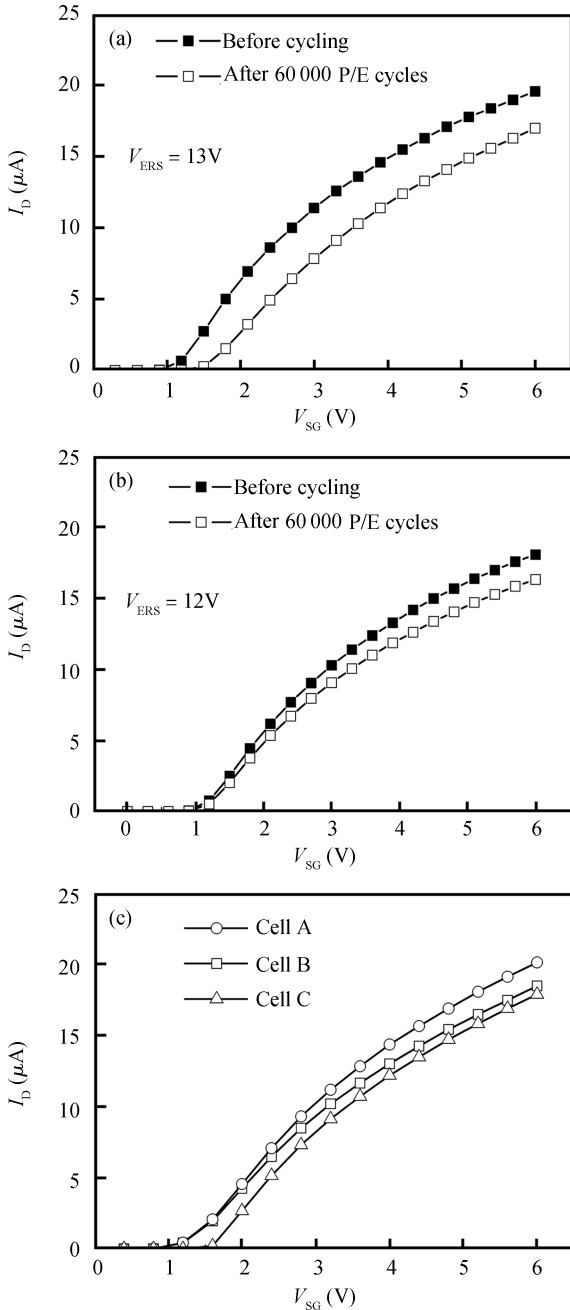 25
(a)
Before cycling
After 60 000 P/E cycles
20
15
V_ERS = 13V
I_D (μA)
10
5
0
0 1 2 3 4 5 6
V_SG (V)
25
(b)
Before cycling
After 60 000 P/E cycles
20
15
V_ERS = 12V
I_D (μA)
10
5
0
0 1 2 3 4 5 6
V_SG (V)
25
(c)
Cell A
Cell B
Cell C
20
15
I_D (μA)
10
5
0
0 1 2 3 4 5 6
V_SG (V)